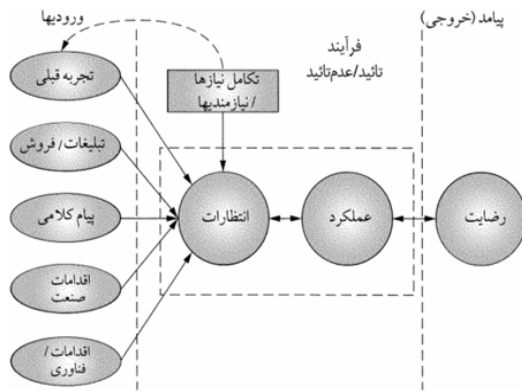 پیامد (خروجی)
فرآیند
تائید/عدم‌تائید
ورودیها
تکامل نیازها
/ نیازمندیها
تجربه قبلی
تبلیغات / فروش
پیام کلامی
اقدامات
صنعت
اقدامات /
فناوری
انتظارات
عملکرد
رضایت